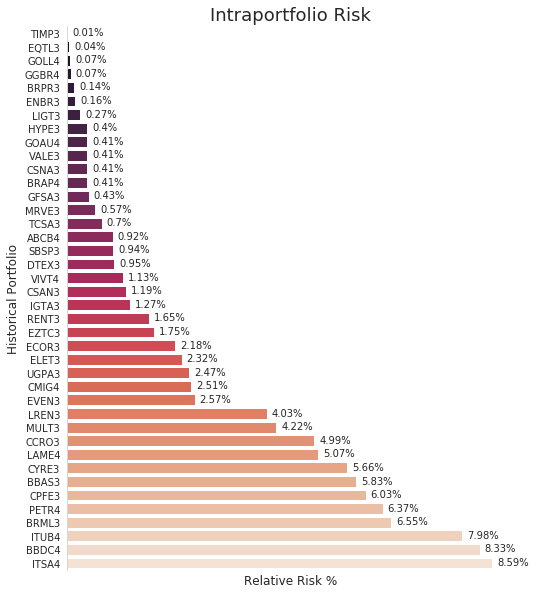 Intraportfolio Risk
Historical Portfolio
TIMP3 0.01%
EQTL3 0.04%
GOLL4 0.07%
GGBR4 0.07%
BRPR3 0.14%
ENBR3 0.16%
LIGT3 0.27%
HYPE3 0.4%
GOAU4 0.41%
VALE3 0.41%
CSNA3 0.41%
BRAP4 0.41%
GFSA3 0.43%
MRVE3 0.57%
TCSA3 0.7%
ABCB4 0.92%
SBSP3 0.94%
DTEX3 0.95%
VIVT4 1.13%
CSAN3 1.19%
IGTA3 1.27%
RENT3 1.65%
EZTC3 1.75%
ECOR3 2.18%
ELET3 2.32%
UGPA3 2.47%
CMIG4 2.51%
EVEN3 2.57%
LREN3 4.03%
MULT3 4.22%
CCRO3 4.99%
LAME4 5.07%
CYRE3 5.66%
BBAS3 5.83%
CPFE3 6.03%
PETR4 6.37%
BRML3 6.55%
ITUB4 7.98%
BBDC4 8.33%
ITSA4 8.59%
Relative Risk %